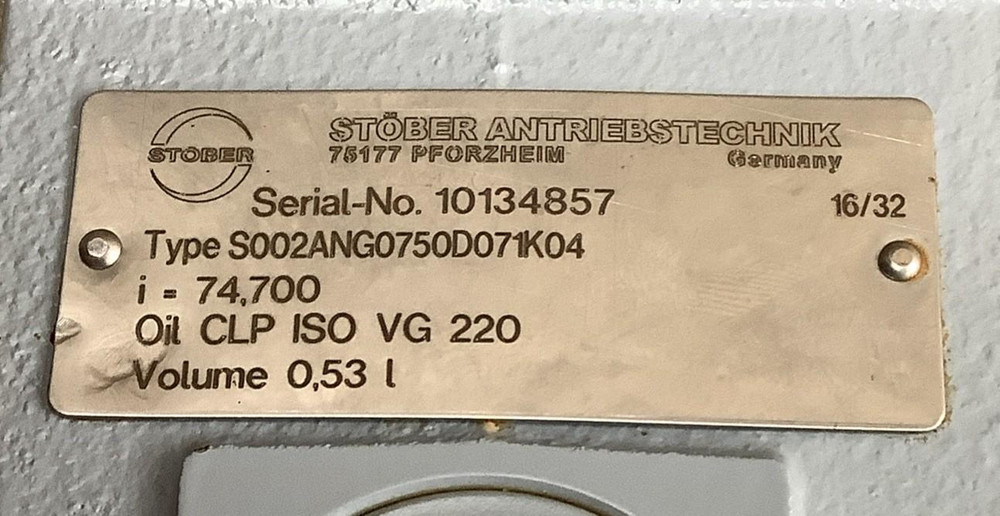 STÖBER
STÖBER ANTRIEBSTECHNIK
75177 PFORZHEIM Germany
Serial-No. 10134857 16/32
Type S002ANG0750D071K04
i = 74,700
Oil CLP ISO VG 220
Volume 0,53 l